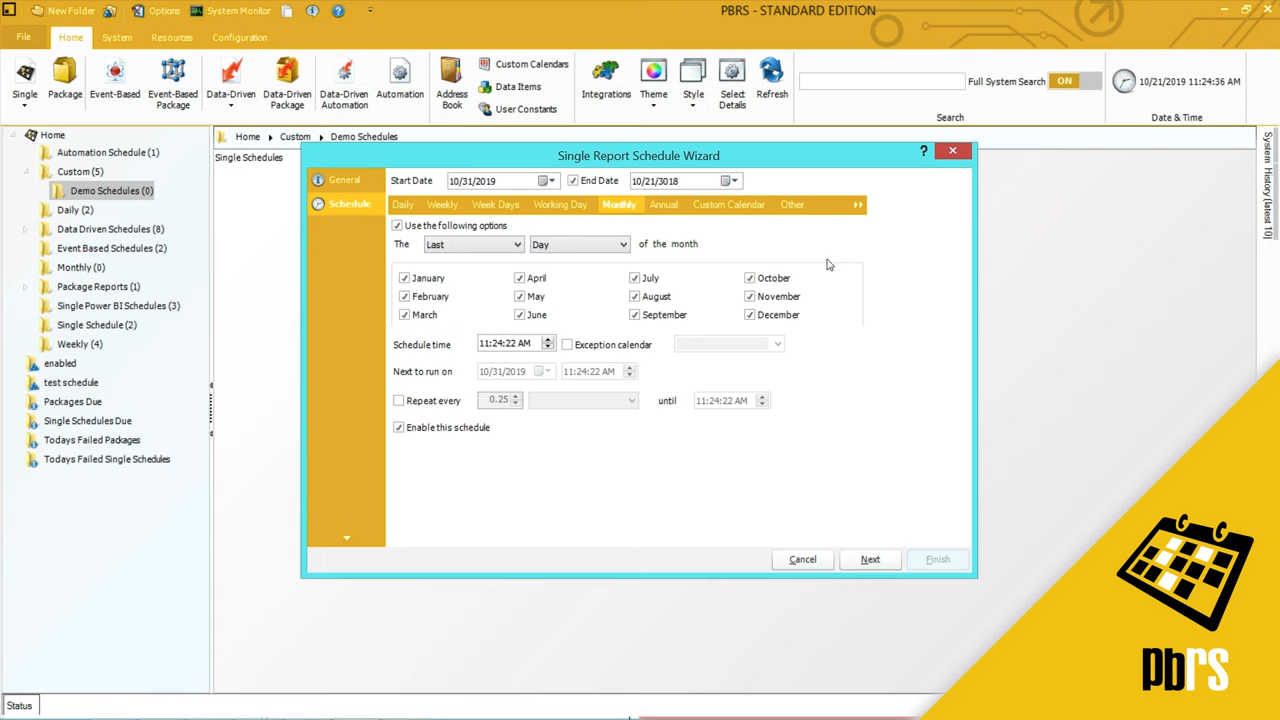 New Folder Options System Monitor
PBRS - STANDARD EDITION
File Home System Resources Configuration
Single Package Event-Based Event-Based Package Data-Driven Data-Driven Package Data-Driven Automation Automation Address Book
Custom Calendars
Data Items
User Constants
Integrations Theme Style Select Details Refresh
Full System Search ON
10/21/2019 11:24:36 AM
Search
Date & Time
Home
Automation Schedule (1)
Custom (5)
Demo Schedules (0)
Daily (2)
Data Driven Schedules (8)
Event Based Schedules (2)
Monthly (0)
Package Reports (1)
Single Power BI Schedules (3)
Single Schedule (2)
Weekly (4)
enabled
test schedule
Packages Due
Single Schedules Due
Todays Failed Packages
Todays Failed Single Schedules
Home Custom Demo Schedules
Single Schedules
System History(latest 10)
Single Report Schedule Wizard
?
General
Schedule
Start Date 10/31/2019 End Date 10/21/3018
Daily Weekly Week Days Working Day Monthly Annual Custom Calendar Other
Use the following options
The Last Day of the month
January April July October
February May August November
March June September December
Schedule time 11:24:22 AM Exception calendar
Next to run on 10/31/2019 11:24:22 AM
Repeat every 0.25 until 11:24:22 AM
Enable this schedule
Cancel Next Finish
pbrs
Status